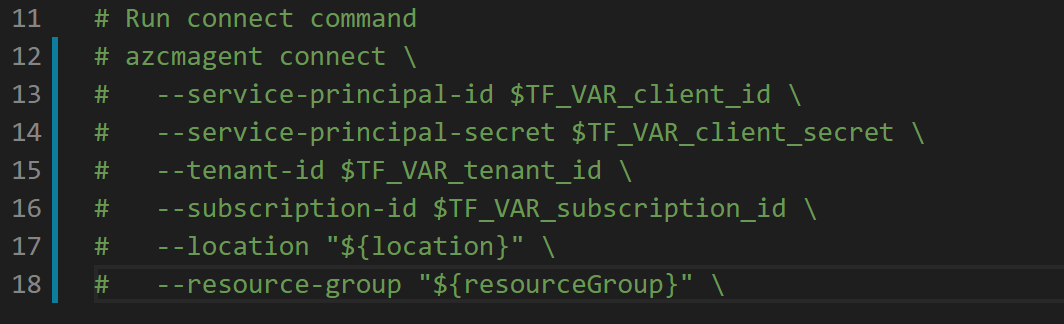 11 # Run connect command
12 # azcmagent connect \
13 #   --service-principal-id $TF_VAR_client_id \
14 #   --service-principal-secret $TF_VAR_client_secret \
15 #   --tenant-id $TF_VAR_tenant_id \
16 #   --subscription-id $TF_VAR_subscription_id \
17 #   --location "${location}" \
18 #   --resource-group "${resourceGroup}" \